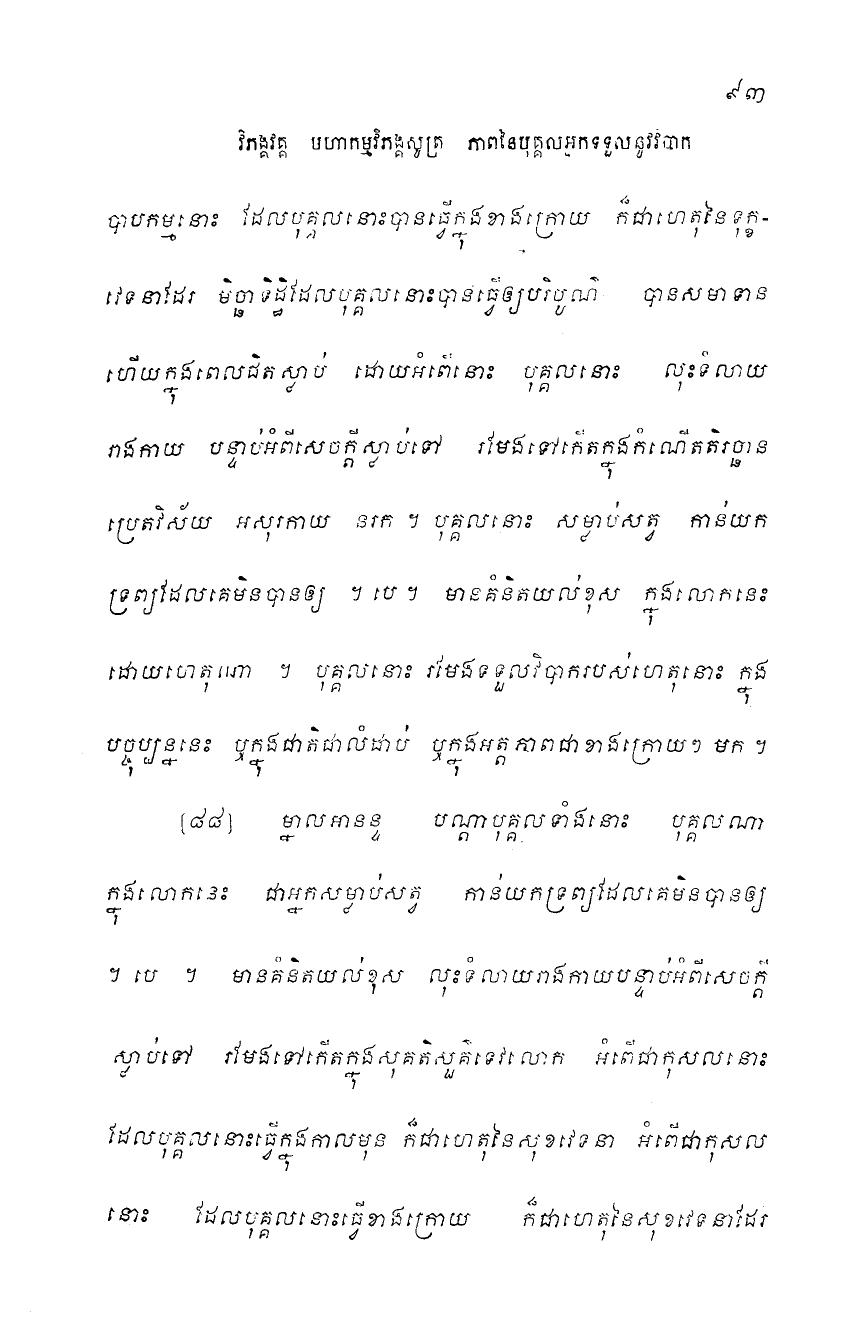 ៩៣
វិភង្គវគ្គ មហាកម្មវិភង្គសូត្រ ភាពនៃបុគ្គលអ្នកទទួលនូវវិបាក
បាបកម្មនោះ ដែលបុគ្គលនោះបានធ្វើក្នុងខាងក្រោយ ក៏ជាហេតុនៃទុក្ខ-
វេទនាដែរ មិច្ឆាទិដ្ឋិដែលបុគ្គលនោះបានធ្វើឲ្យបរិបូណ៌ បានសមាទាន
ហើយក្នុងពេលជិតស្លាប់ ដោយអំពើនោះ បុគ្គលនោះ លុះទំលាយ
រាងកាយ បន្ទាប់អំពីសេចក្តីស្លាប់ទៅ រមែងទៅកើតក្នុងកំណើតតិរច្ឆាន
ប្រេតវិស័យ អសុរកាយ នរក ។ បុគ្គលនោះ សម្លាប់សត្វ កាន់យក
ទ្រព្យដែលគេមិនបានឲ្យ ។ បេ ។ មានគំនិតយល់ខុស ក្នុងលោកនេះ
ដោយហេតុណា ។ បុគ្គលនោះ រមែងទទួលវិបាករបស់ហេតុនោះ ក្នុង
បច្ចុប្បន្ននេះ ឬក្នុងជាតិជាលំដាប់ ឬក្នុងអត្តភាពជាខាងក្រោយៗ មក ។
[៨៨] ម្នាលអានន្ទ បណ្តាបុគ្គលទាំងនោះ បុគ្គលណា
ក្នុងលោកនេះ ជាអ្នកសម្លាប់សត្វ កាន់យកទ្រព្យដែលគេមិនបានឲ្យ
។ បេ ។ មានគំនិតយល់ខុស លុះទំលាយរាងកាយបន្ទាប់អំពីសេចក្តី
ស្លាប់ទៅ រមែងទៅកើតក្នុងសុគតិសួគ៌ទេវលោក អំពើជាកុសលនោះ
ដែលបុគ្គលនោះធ្វើក្នុងកាលមុន ក៏ជាហេតុនៃសុខវេទនា អំពើជាកុសល
នោះ ដែលបុគ្គលនោះធ្វើខាងក្រោយ ក៏ជាហេតុនៃសុខវេទនាដែរ